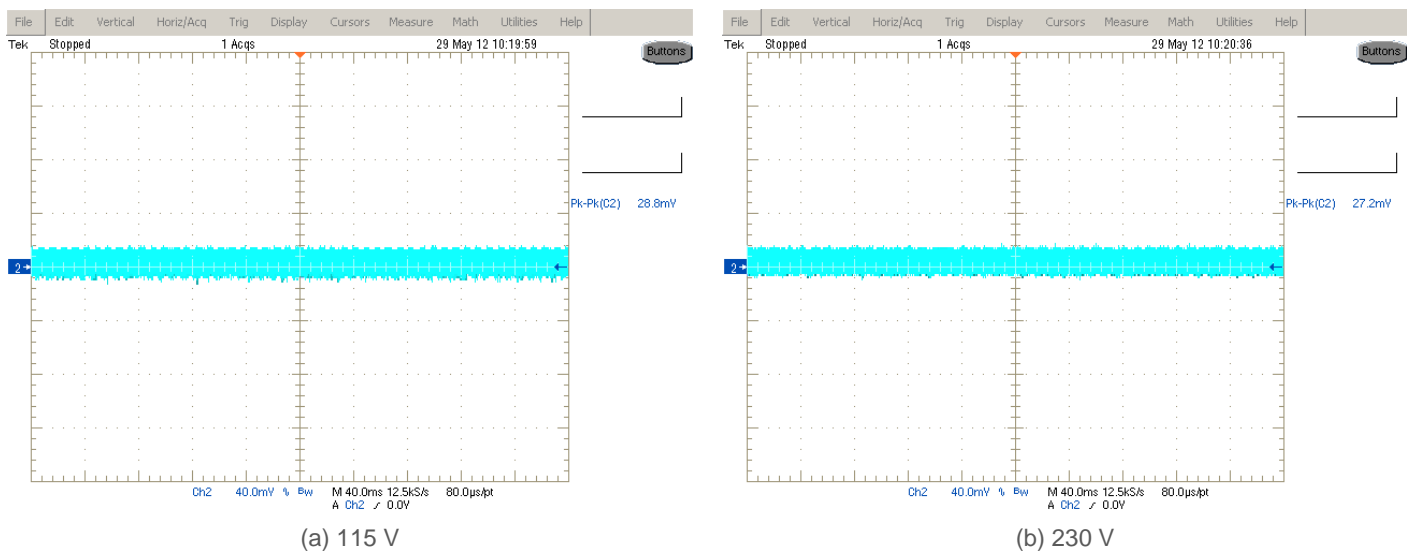 File Edit Vertical Horiz/Acq Trig Display Cursors Measure Math Utilities Help
Tek Stopped 1 Acqs 29 May 12 10:19:59
Buttons
Pk-Pk(C2) 28.8mV
2
Ch2 40.0mV % Bw M 40.0ms 12.5kS/s 80.0µs/pt
A Ch2 ∕ 0.0V
(a) 115 V
File Edit Vertical Horiz/Acq Trig Display Cursors Measure Math Utilities Help
Tek Stopped 1 Acqs 29 May 12 10:20:36
Buttons
Pk-Pk(C2) 27.2mV
2
Ch2 40.0mV % Bw M 40.0ms 12.5kS/s 80.0µs/pt
A Ch2 ∕ 0.0V
(b) 230 V